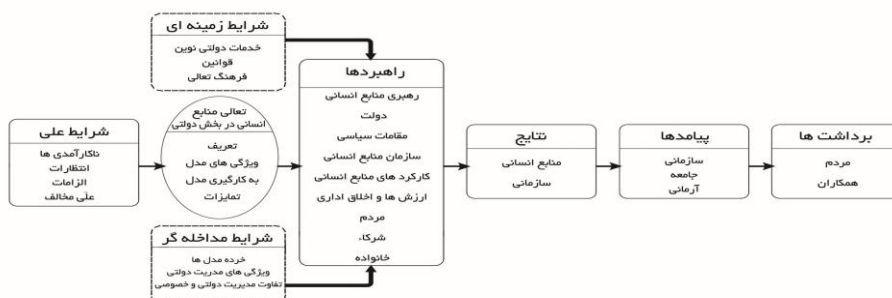 شرایط زمینه ای
خدمات دولتی نوین
قوانین
فرهنگ تعالی
شرایط علی
ناکارآمدی ها
انتظارات
الزامات
علّی مخالف
تعالی منابع
انسانی در بخش دولتی
تعریف
ویژگی های مدل
به کارگیری مدل
تمایزات
شرایط مداخله گر
خرده مدل ها
ویژگی های مدریت دولتی
تفاوت مدیریت دولتی و خصوصی
راهبردها
رهبری منابع انسانی
دولت
مقامات سیاسی
سازمان منابع انسانی
کارکرد های منابع انسانی
ارزش ها و اخلاق اداری
مردم
شرکاء
خانواده
نتایج
منابع انسانی
سازمانی
پیامدها
سازمانی
جامعه
آرمانی
برداشت ها
مردم
همکاران